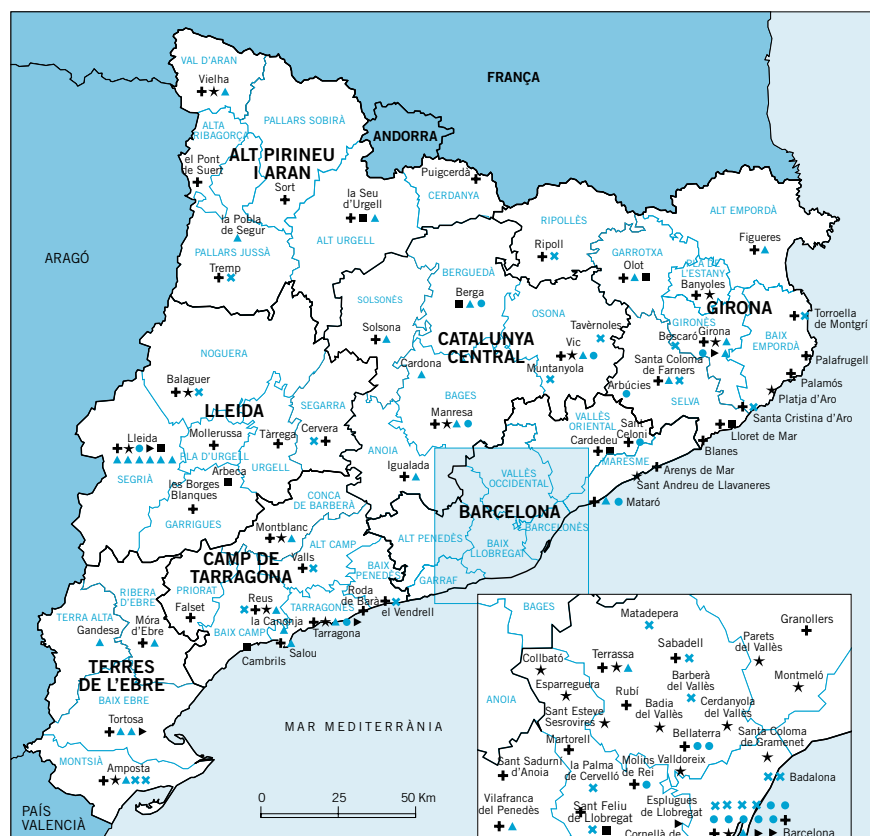 VAL D'ARAN
Vielha
FRANÇA
PALLARS SOBIRÀ
ALTA
RIBAGORÇA
ANDORRA
ALT PIRINEU
I ARAN
el Pont
de Suert
Sort
Puigcerdà
CERDANYA
la Seu
d'Urgell
la Pobla
de Segur
ALT URGELL
PALLARS JUSSÀ
Tremp
RIPOLLÈS
Ripoll
ALT EMPORDÀ
Figueres
GARROTXA
Olot
PLA DE
L'ESTANY
Banyoles
ARAGÓ
BERGUEDÀ
Berga
SOLSONÈS
Solsona
OSONA
Tavèrnoles
Vic
Muntanyola
CATALUNYA
CENTRAL
GIRONA
GIRONÈS
Girona
Bescaró
Torroella
de Montgrí
BAIX
EMPORDÀ
Palafrugell
Palamós
Platja d'Aro
Santa Cristina d'Aro
Santa Coloma
de Farners
Arbúcies
SELVA
Lloret de Mar
Blanes
NOGUERA
Balaguer
Cardona
BAGES
Manresa
LLEIDA
SEGARRA
Cervera
Lleida
Mollerussa
Tàrrega
PLA D'URGELL
URGELL
SEGRIÀ
Arbeca
les Borges
Blanques
GARRIGUES
ANOIA
Igualada
VALLÈS
ORIENTAL
Sant
Celoni
Cardedeu
MARESME
Arenys de Mar
Sant Andreu de Llavaneres
Mataró
VALLÈS
OCCIDENTAL
BARCELONA
BARCELONÈS
BAIX
LLOBREGAT
CONCA
DE BARBERÀ
Montblanc
ALT CAMP
Valls
ALT PENEDÈS
GARRAF
BAIX
PENEDÈS
CAMP DE
TARRAGONA
PRIORAT
Falset
Reus
la Canonja
TARRAGONÈS
Tarragona
Roda
de Barà
el Vendrell
BAIX CAMP
Cambrils
Salou
RIBERA
D'EBRE
TERRA ALTA
Gandesa
Móra
d'Ebre
TERRES
DE L'EBRE
BAIX EBRE
Tortosa
MONTSIÀ
Amposta
MAR MEDITERRÀNIA
PAÍS
VALENCIÀ
0 25 50 Km
BAGES
Matadepera
Granollers
Sabadell
Parets
del Vallès
Terrassa
Collbató
Esparreguera
Barberà
del Vallès
Montmeló
Rubí
Badia
del Vallès
Cerdanyola
del Vallès
ANOIA
Sant Esteve
Sesrovires
Bellaterra
Santa Coloma
de Gramenet
Martorell
Sant Sadurní
d'Anoia
la Palma
de Cervelló
Molins
de Rei
Valldoreix
Badalona
Vilafranca
del Penedès
Sant Feliu
de Llobregat
Esplugues
de Llobregat
Barcelona
Cornellà de